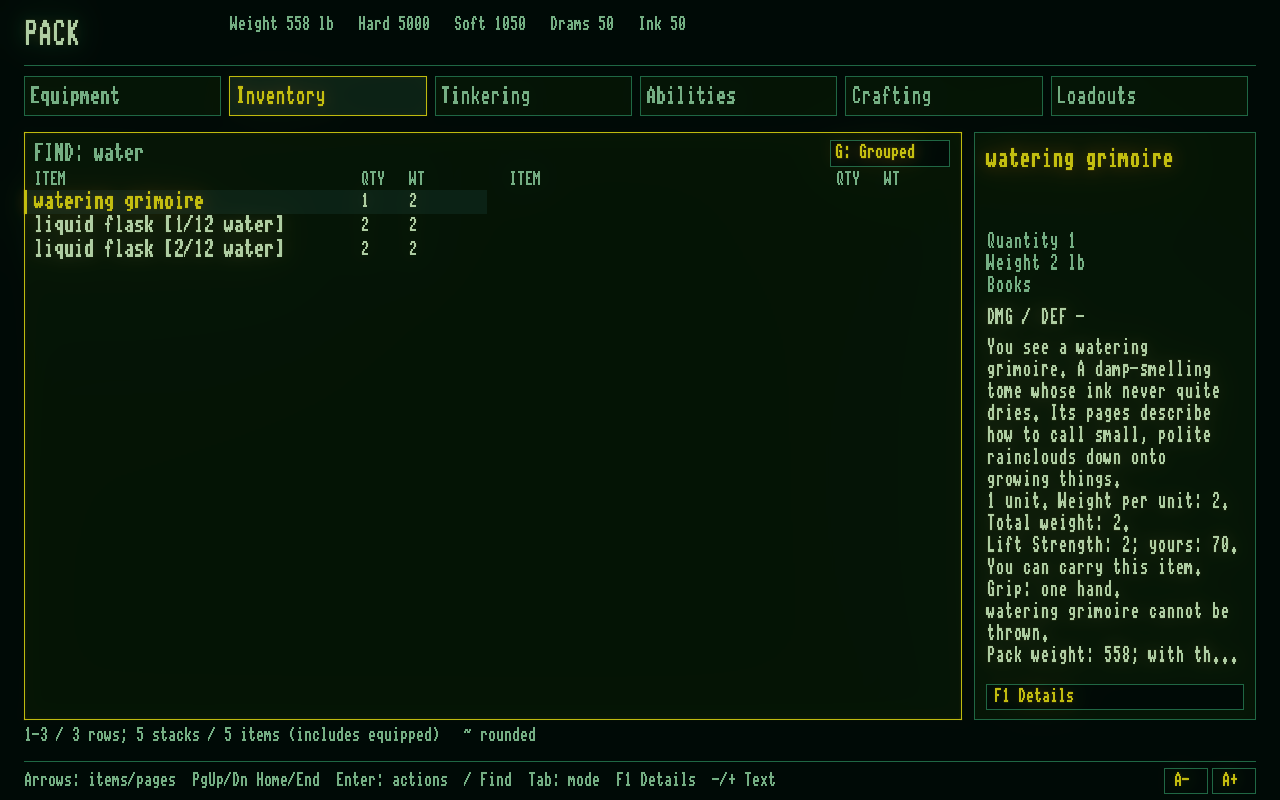 PACK
Weight 558 lb Hard 5000 Soft 1050 Drams 50 Ink 50
Equipment Inventory Tinkering Abilities Crafting Loadouts
FIND: water
G: Grouped
ITEM QTY WT ITEM QTY WT
watering grimoire 1 2
liquid flask [1/12 water] 2 2
liquid flask [2/12 water] 2 2
watering grimoire
Quantity 1
Weight 2 lb
Books
DMG / DEF -
You see a watering
grimoire. A damp-smelling
tome whose ink never quite
dries. Its pages describe
how to call small, polite
rainclouds down onto
growing things.
1 unit. Weight per unit: 2.
Total weight: 2.
Lift Strength: 2; yours: 70.
You can carry this item.
Grip: one hand.
watering grimoire cannot be
thrown.
Pack weight: 558; with th...
F1 Details
1-3 / 3 rows; 5 stacks / 5 items (includes equipped) ~ rounded
Arrows: items/pages PgUp/Dn Home/End Enter: actions / Find Tab: mode F1 Details -/+ Text
A- A+